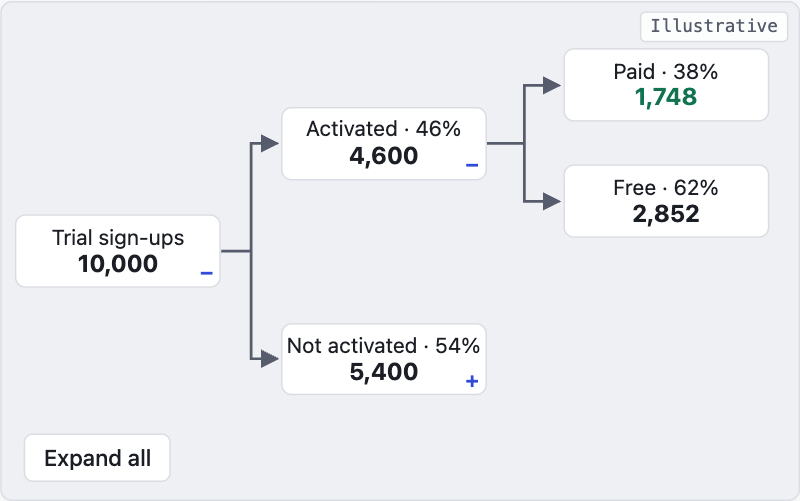 Illustrative
Trial sign-ups
10,000
−
Activated · 46%
4,600
−
Paid · 38%
1,748
Free · 62%
2,852
Not activated · 54%
5,400
+
Expand all